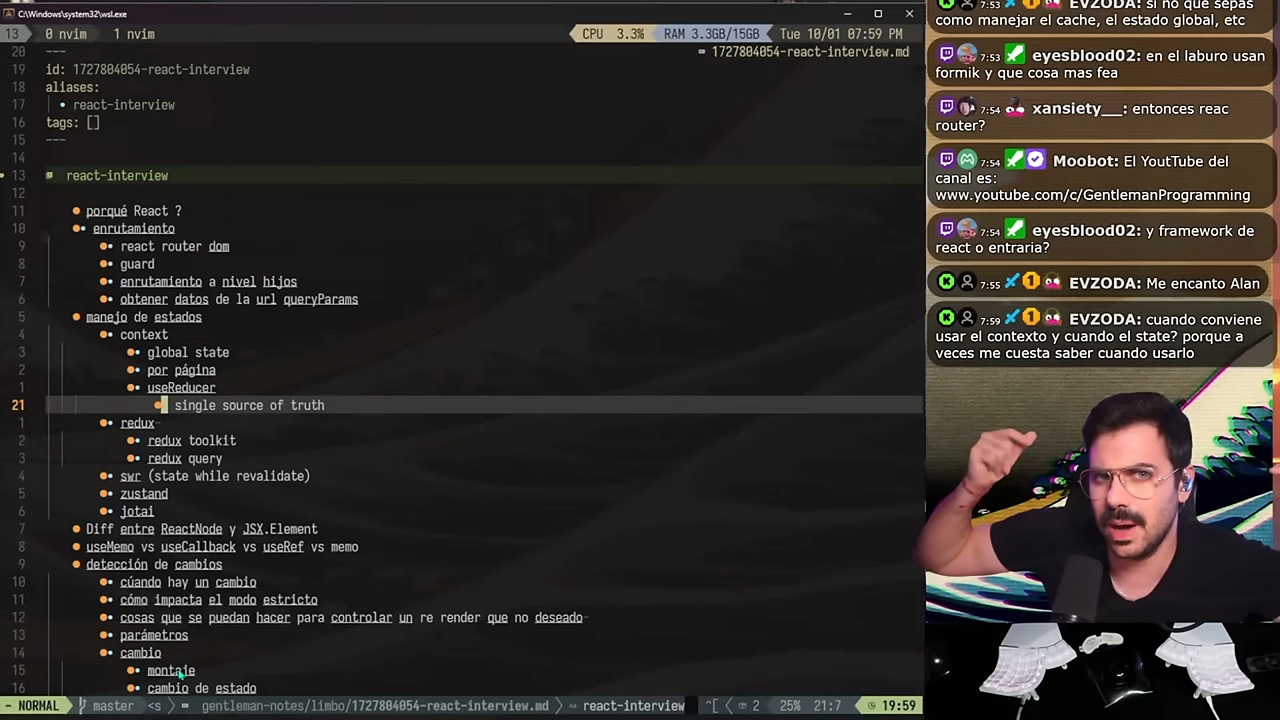 C:\Windows\system32\wsl.exe
13 0 nvim 1 nvim CPU 3.3% RAM 3.3GB/15GB Tue 10/01 07:59 PM
20 ---
1727804054-react-interview.md
19 id: 1727804054-react-interview
18 aliases:
17 • react-interview
16 tags: []
15 ---
14
13 react-interview
12
11 porqué React ?
10 • enrutamiento
9 • react router dom
8 • guard
7 • enrutamiento a nivel hijos
6 • obtener datos de la url queryParams
5 manejo de estados
4 • context
3 • global state
2 • por página
1 • useReducer
21 single source of truth
1 • redux-
2 • redux toolkit
3 • redux query
4 • swr (state while revalidate)
5 • zustand
6 • jotai
7 Diff entre ReactNode y JSX.Element
8 useMemo vs useCallback vs useRef vs memo
9 detección de cambios
10 • cúando hay un cambio
11 • cómo impacta el modo estricto
12 • cosas que se puedan hacer para controlar un re render que no deseado-
13 • parámetros
14 • cambio
15 • montaje
16 • cambio de estado
- NORMAL master <s> gentleman-notes/limbo/1727804054-react-interview.md > react-interview ^[ < 2 25% 21:7 19:59
7:53 EVZODA: si no que sepas
como manejar el cache, el estado global, etc
7:53 eyesblood02: en el laburo usan
formik y que cosa mas fea
7:54 xansiety__: entonces reac
router?
7:54 Moobot: El YoutTube del
canal es:
www.youtube.com/c/GentlemanProgramming
7:54 eyesblood02: y framework de
react o entraria?
7:55 1 EVZODA: Me encanto Alan
7:59 1 EVZODA: cuando conviene
usar el contexto y cuando el state? porque a
veces me cuesta saber cuando usarlo